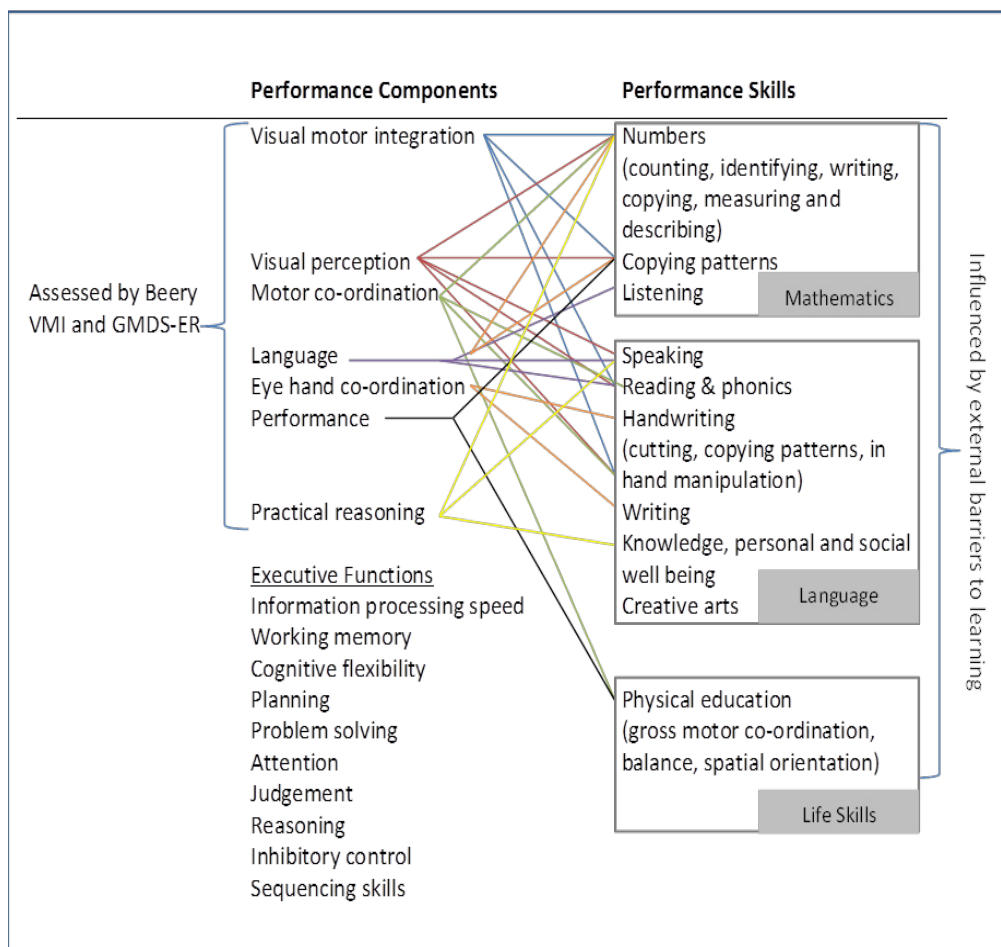 Performance Components
Performance Skills
Assessed by Beery
VMI and GMDS-ER
Visual motor integration
Visual perception
Motor co-ordination
Language
Eye hand co-ordination
Performance
Practical reasoning
Executive Functions
Information processing speed
Working memory
Cognitive flexibility
Planning
Problem solving
Attention
Judgement
Reasoning
Inhibitory control
Sequencing skills
Numbers
(counting, identifying, writing,
copying, measuring and
describing)
Copying patterns
Listening
Mathematics
Speaking
Reading & phonics
Handwriting
(cutting, copying patterns, in
hand manipulation)
Writing
Knowledge, personal and social
well being
Creative arts
Language
Physical education
(gross motor co-ordination,
balance, spatial orientation)
Life Skills
Influenced by external barriers to learning